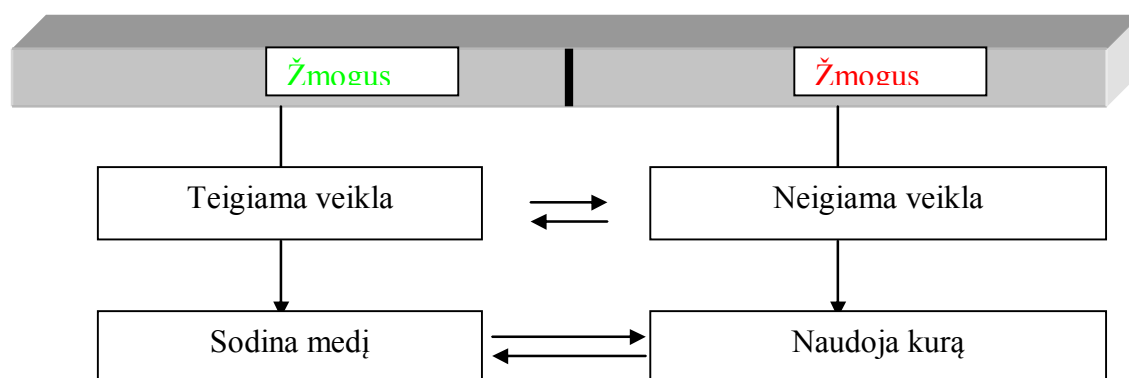 Žmogus
Žmogus
Teigiama veikla
Neigiama veikla
Sodina medį
Naudoja kurą